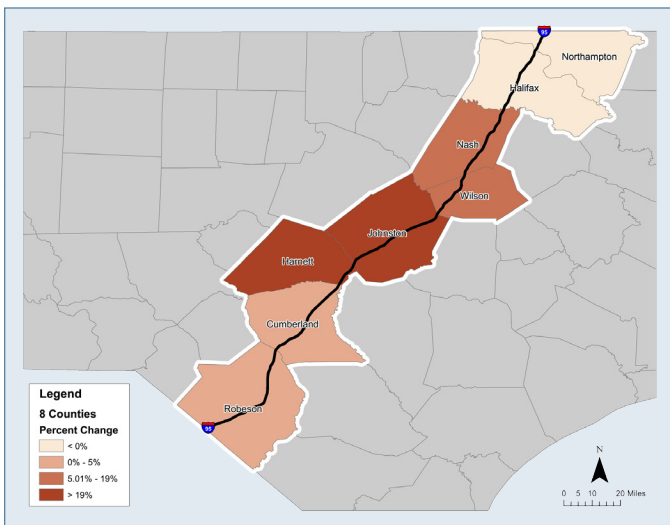 95
Northampton
Halifax
Nash
Wilson
Johnston
Harnett
Cumberland
Robeson
95
Legend
8 Counties
Percent Change
< 0%
0% - 5%
5.01% - 19%
> 19%
N
0 5 10 20 Miles